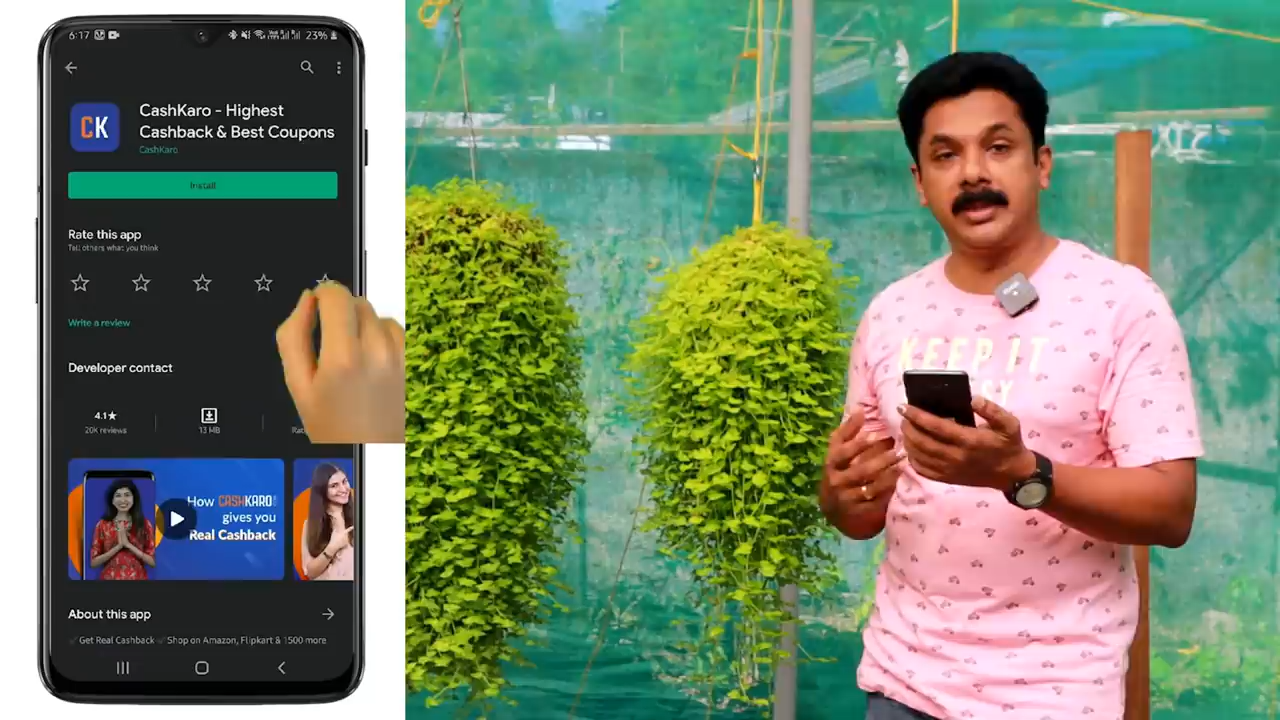 6:17
23%
CK
CashKaro - Highest
Cashback & Best Coupons
CashKaro
Install
Rate this app
Tell others what you think
Write a review
Developer contact
4.1★
20K reviews
13 MB
How CASHKARO
gives you
Real Cashback
About this app
Get Real Cashback Shop on Amazon, Flipkart & 1500 more
KEEP IT